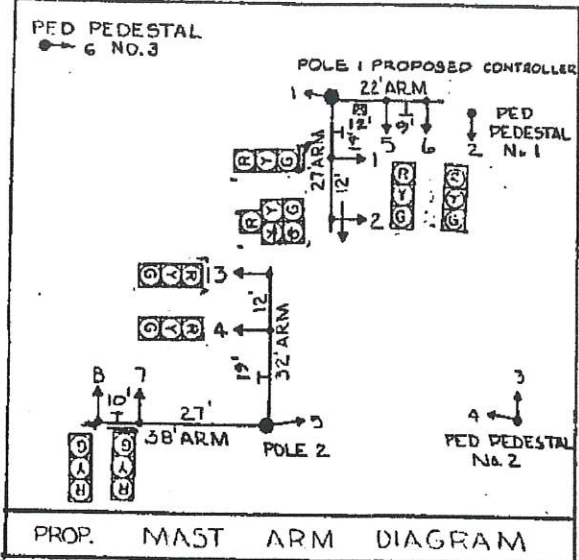 PED PEDESTAL
6 NO.3
POLE 1 PROPOSED CONTROLLER
22' ARM
1
12'
9'
5
6
PED
PEDESTAL
No. 1
2
27' ARM
R Y G
1
12'
2
R
Y
G
R
Y
G
R Y G
Y G
R Y G 3
12'
R Y G 4
19'
32' ARM
8
10'
7
27'
38' ARM
5
POLE 2
3
4
PED PEDESTAL
No. 2
G
Y
R
G
Y
R
PROP. MAST ARM DIAGRAM